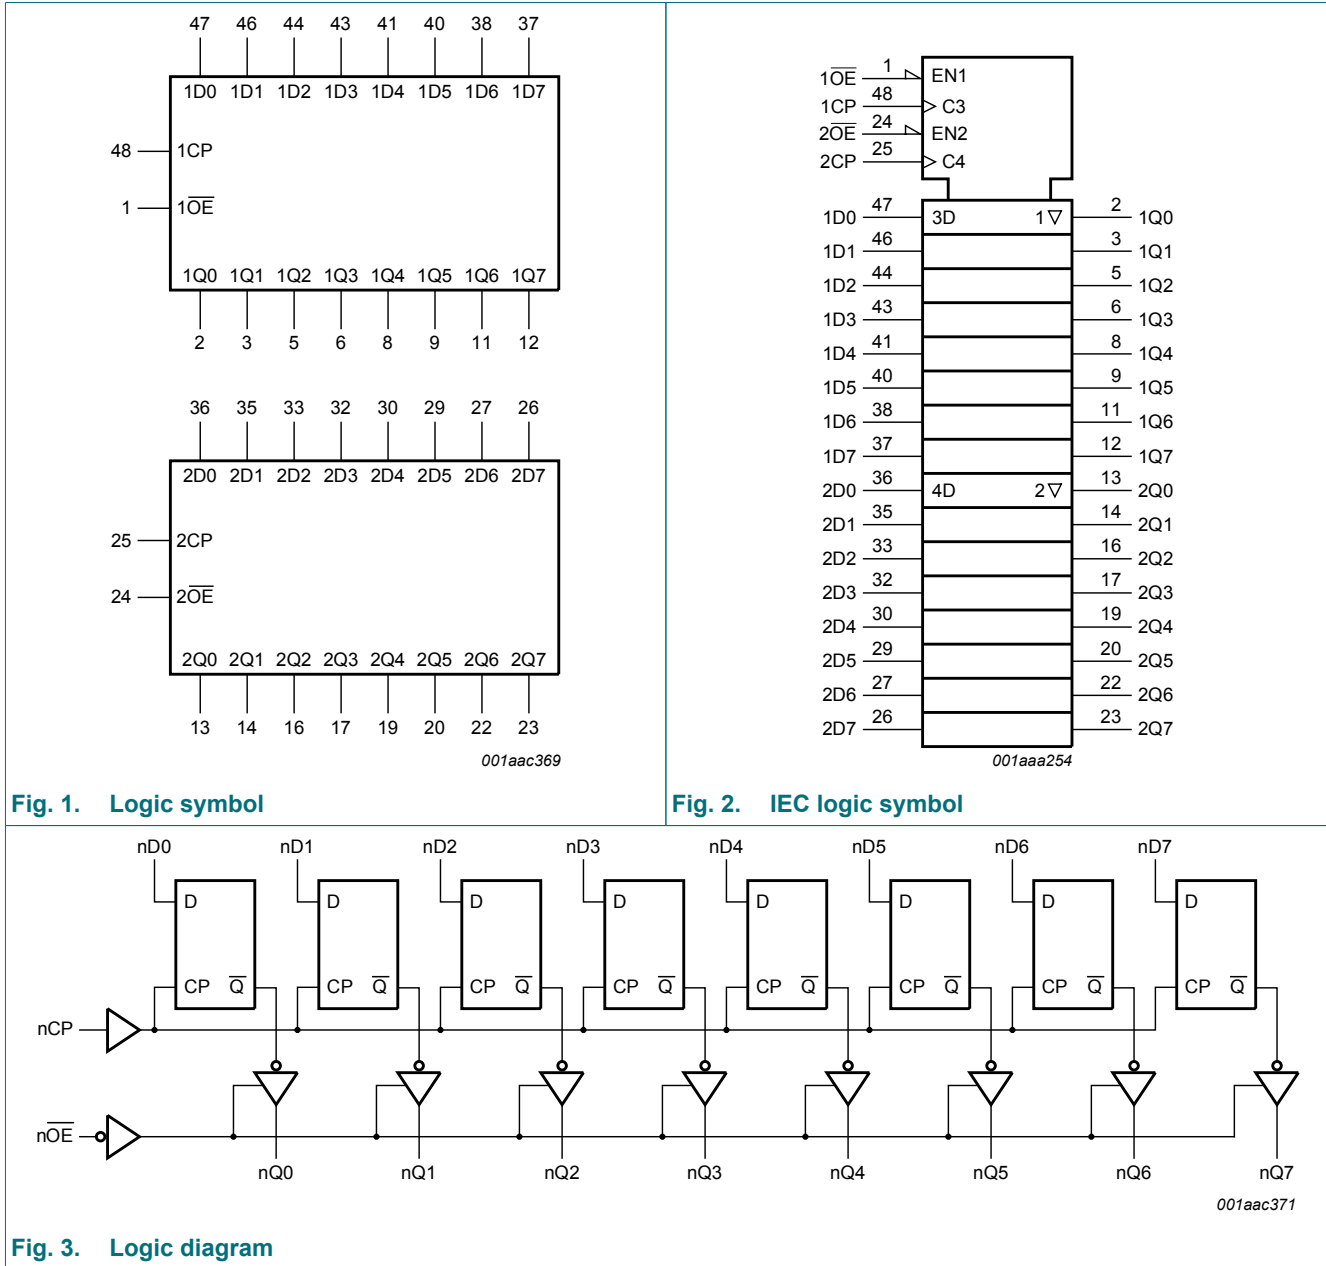 47 46 44 43 41 40 38 37
1D0 1D1 1D2 1D3 1D4 1D5 1D6 1D7
48 1CP
1 1O̅E̅
1Q0 1Q1 1Q2 1Q3 1Q4 1Q5 1Q6 1Q7
2 3 5 6 8 9 11 12
36 35 33 32 30 29 27 26
2D0 2D1 2D2 2D3 2D4 2D5 2D6 2D7
25 2CP
24 2O̅E̅
2Q0 2Q1 2Q2 2Q3 2Q4 2Q5 2Q6 2Q7
13 14 16 17 19 20 22 23
001aac369
Fig. 1. Logic symbol
1O̅E̅ 1 EN1
1CP 48 C3
2O̅E̅ 24 EN2
2CP 25 C4
1D0 47 3D 1▽ 2 1Q0
1D1 46 3 1Q1
1D2 44 5 1Q2
1D3 43 6 1Q3
1D4 41 8 1Q4
1D5 40 9 1Q5
1D6 38 11 1Q6
1D7 37 12 1Q7
2D0 36 4D 2▽ 13 2Q0
2D1 35 14 2Q1
2D2 33 16 2Q2
2D3 32 17 2Q3
2D4 30 19 2Q4
2D5 29 20 2Q5
2D6 27 22 2Q6
2D7 26 23 2Q7
001aaa254
Fig. 2. IEC logic symbol
nD0 nD1 nD2 nD3 nD4 nD5 nD6 nD7
D D D D D D D D
CP Q̅ CP Q̅ CP Q̅ CP Q̅ CP Q̅ CP Q̅ CP Q̅ CP Q̅
nCP
nO̅E̅
nQ0 nQ1 nQ2 nQ3 nQ4 nQ5 nQ6 nQ7
001aac371
Fig. 3. Logic diagram